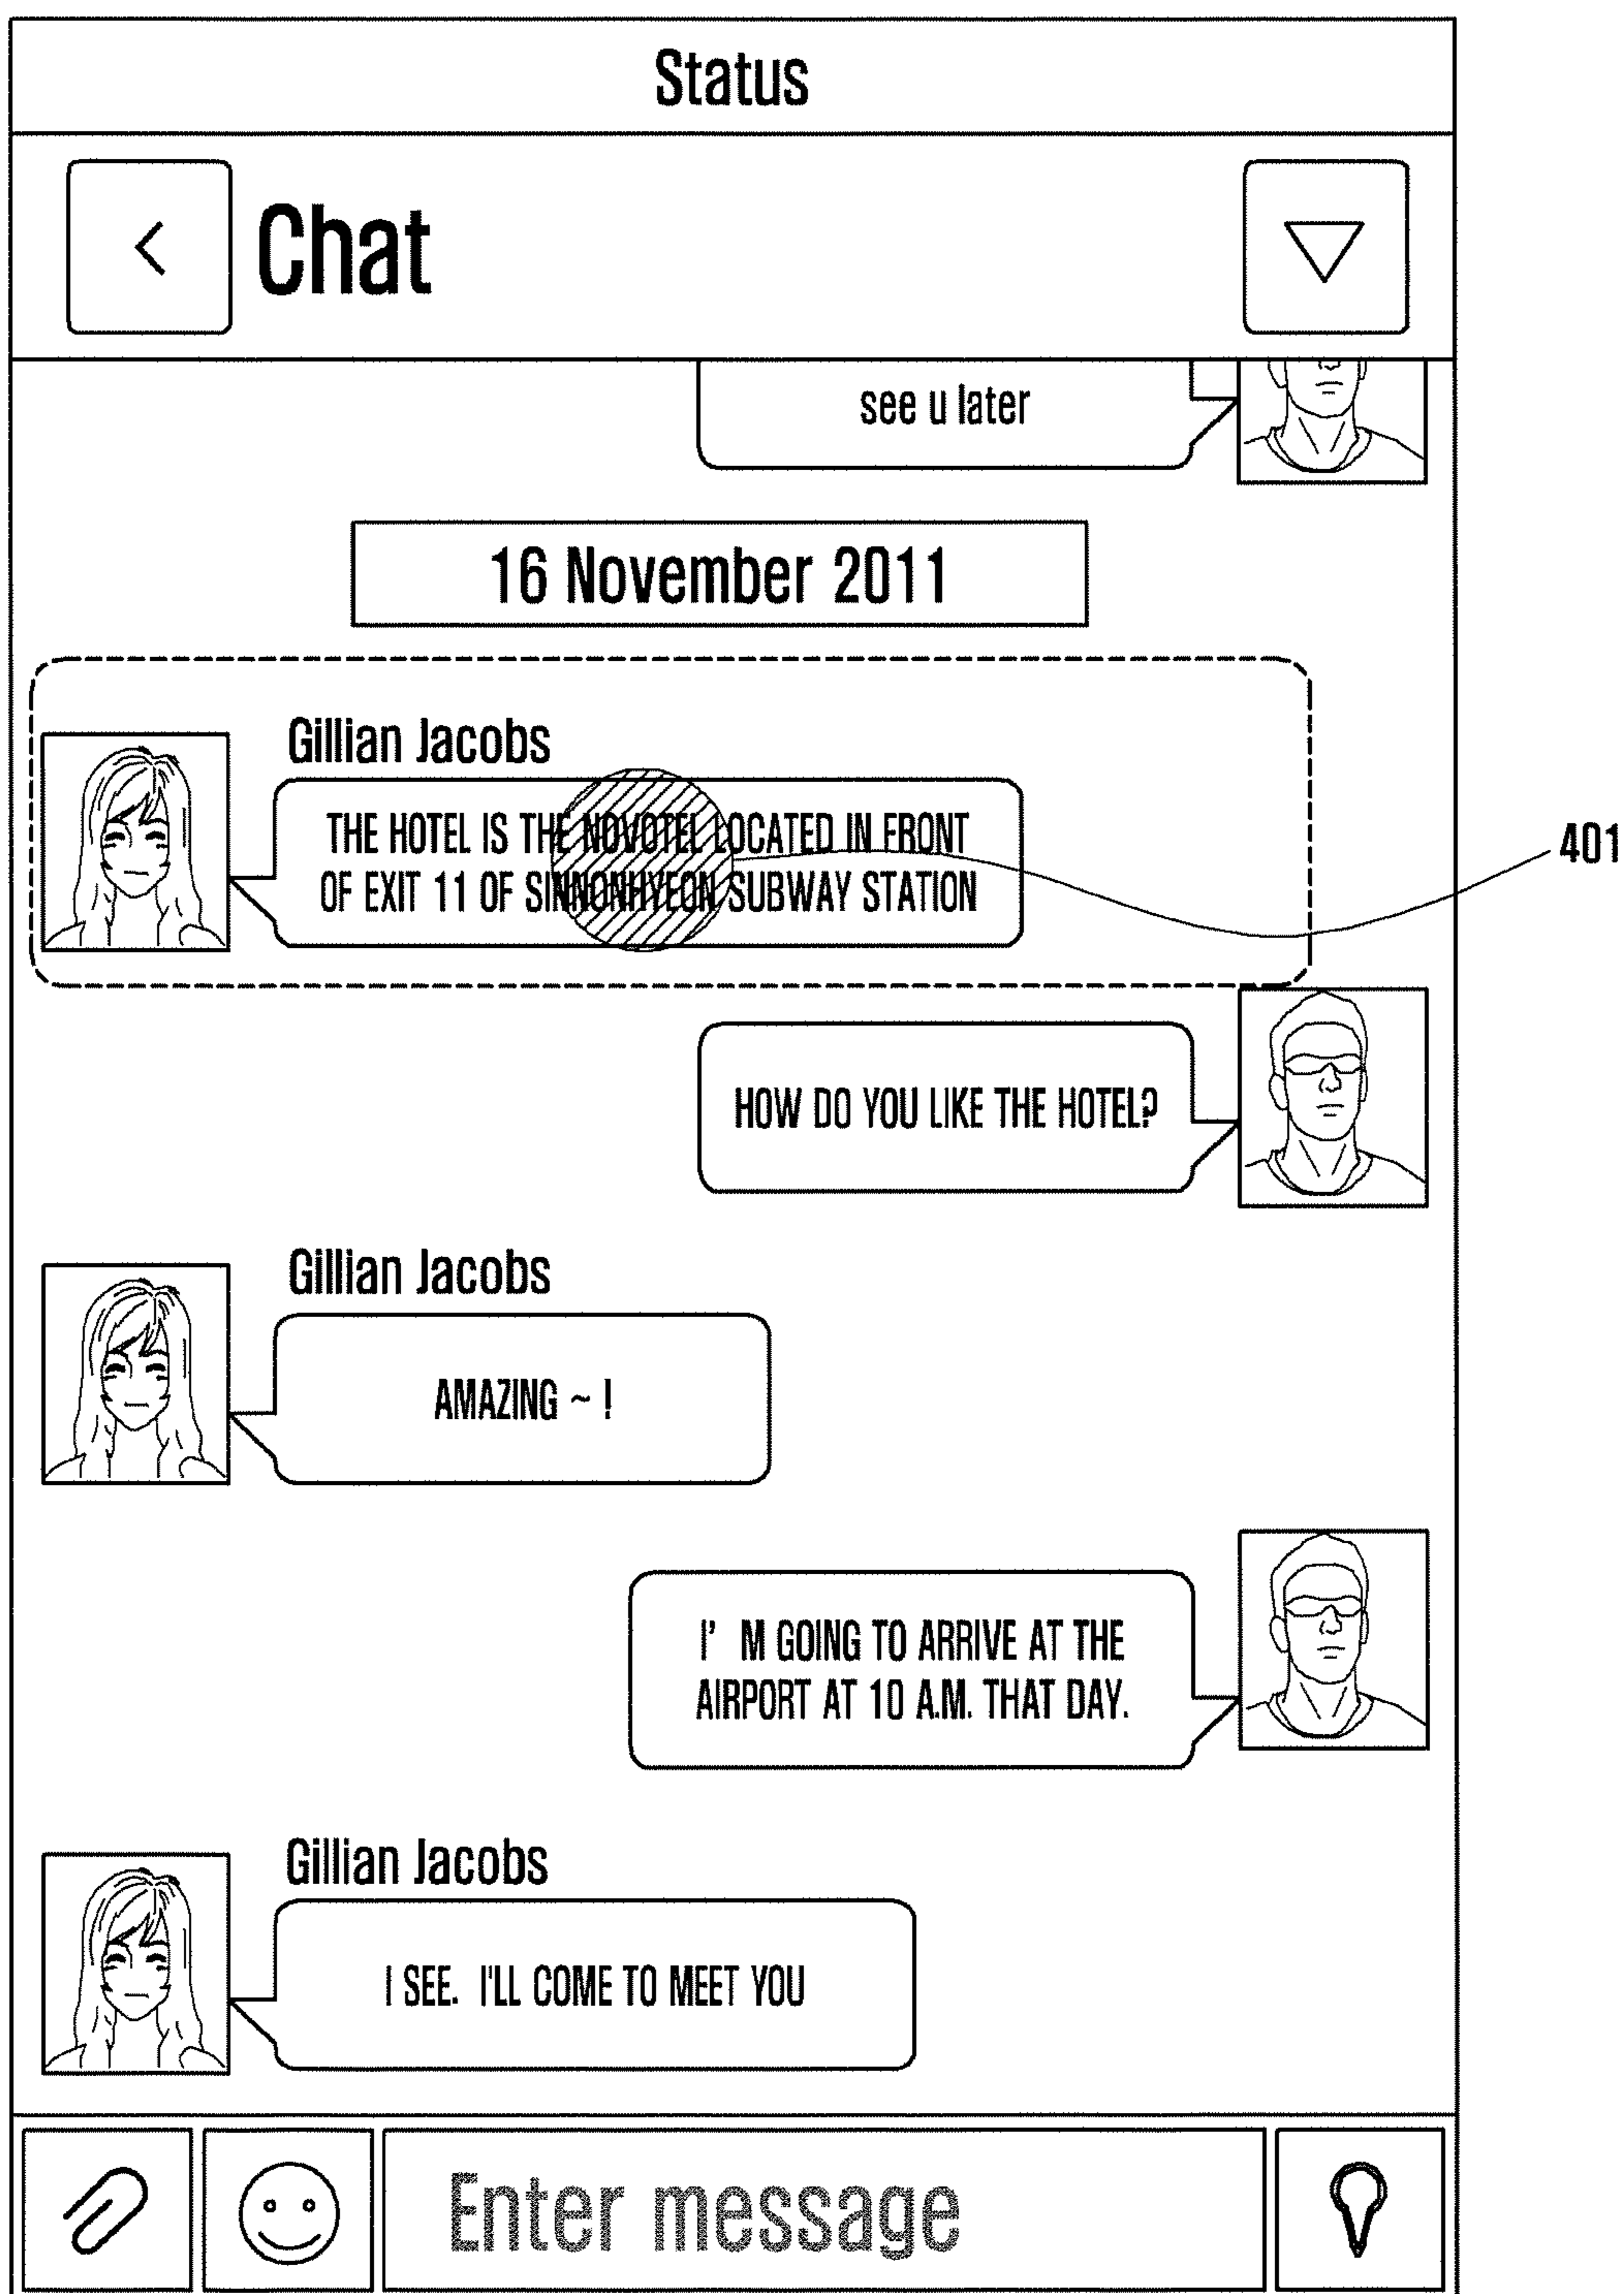 Status
Chat
see u later
16 November 2011
Gillian Jacobs
THE HOTEL IS THE NOVOTEL LOCATED IN FRONT
OF EXIT 11 OF SINNONHYEON SUBWAY STATION
401
HOW DO YOU LIKE THE HOTEL?
Gillian Jacobs
AMAZING ~ !
I' M GOING TO ARRIVE AT THE
AIRPORT AT 10 A.M. THAT DAY.
Gillian Jacobs
I SEE. I'LL COME TO MEET YOU
Enter message